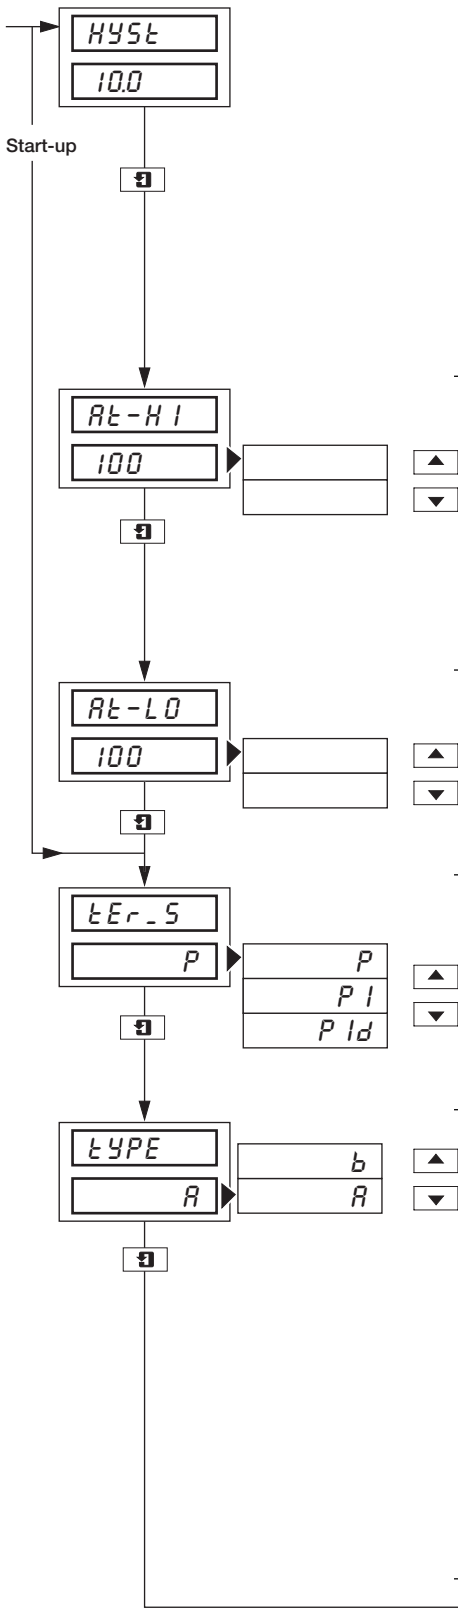 HYSt
10.0
Start-up
At-HI
100
At-LO
100
tEr_S
P
P
PI
PId
tYPE
b
A
A